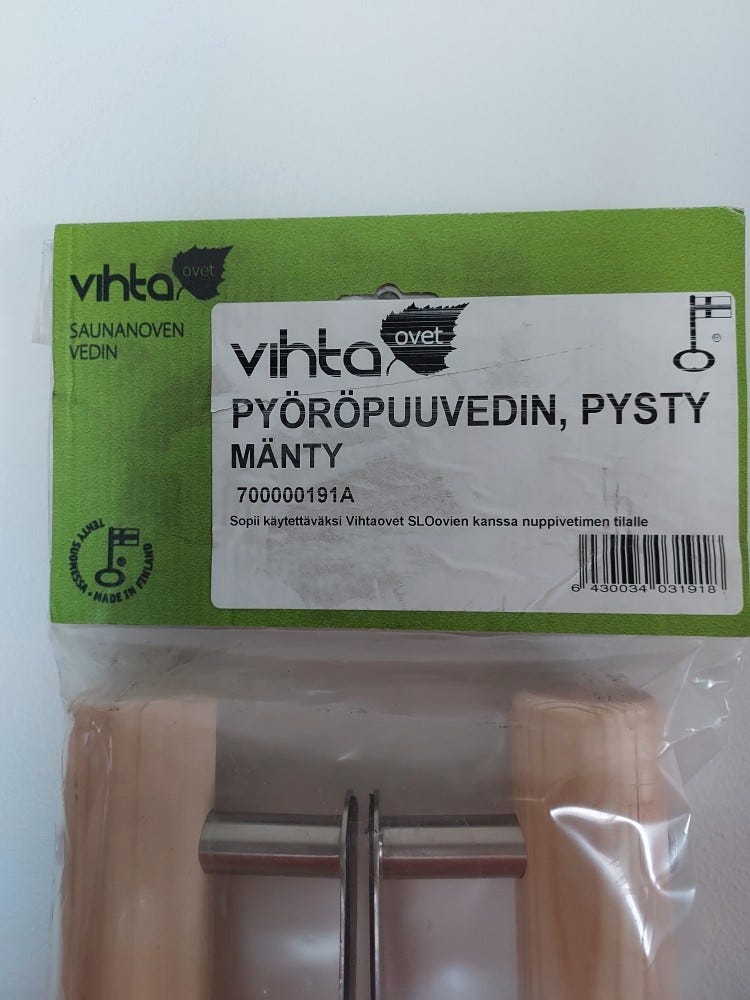 vihta ovet
SAUNANOVEN
VEDIN
vihta ovet
PYÖRÖPUUVEDIN, PYSTY
MÄNTY
700000191A
Sopii käytettäväksi Vihtaovet SLOovien kanssa nuppivetimen tilalle
6 430034 031918
TEHTY SUOMESSA • MADE IN FINLAND